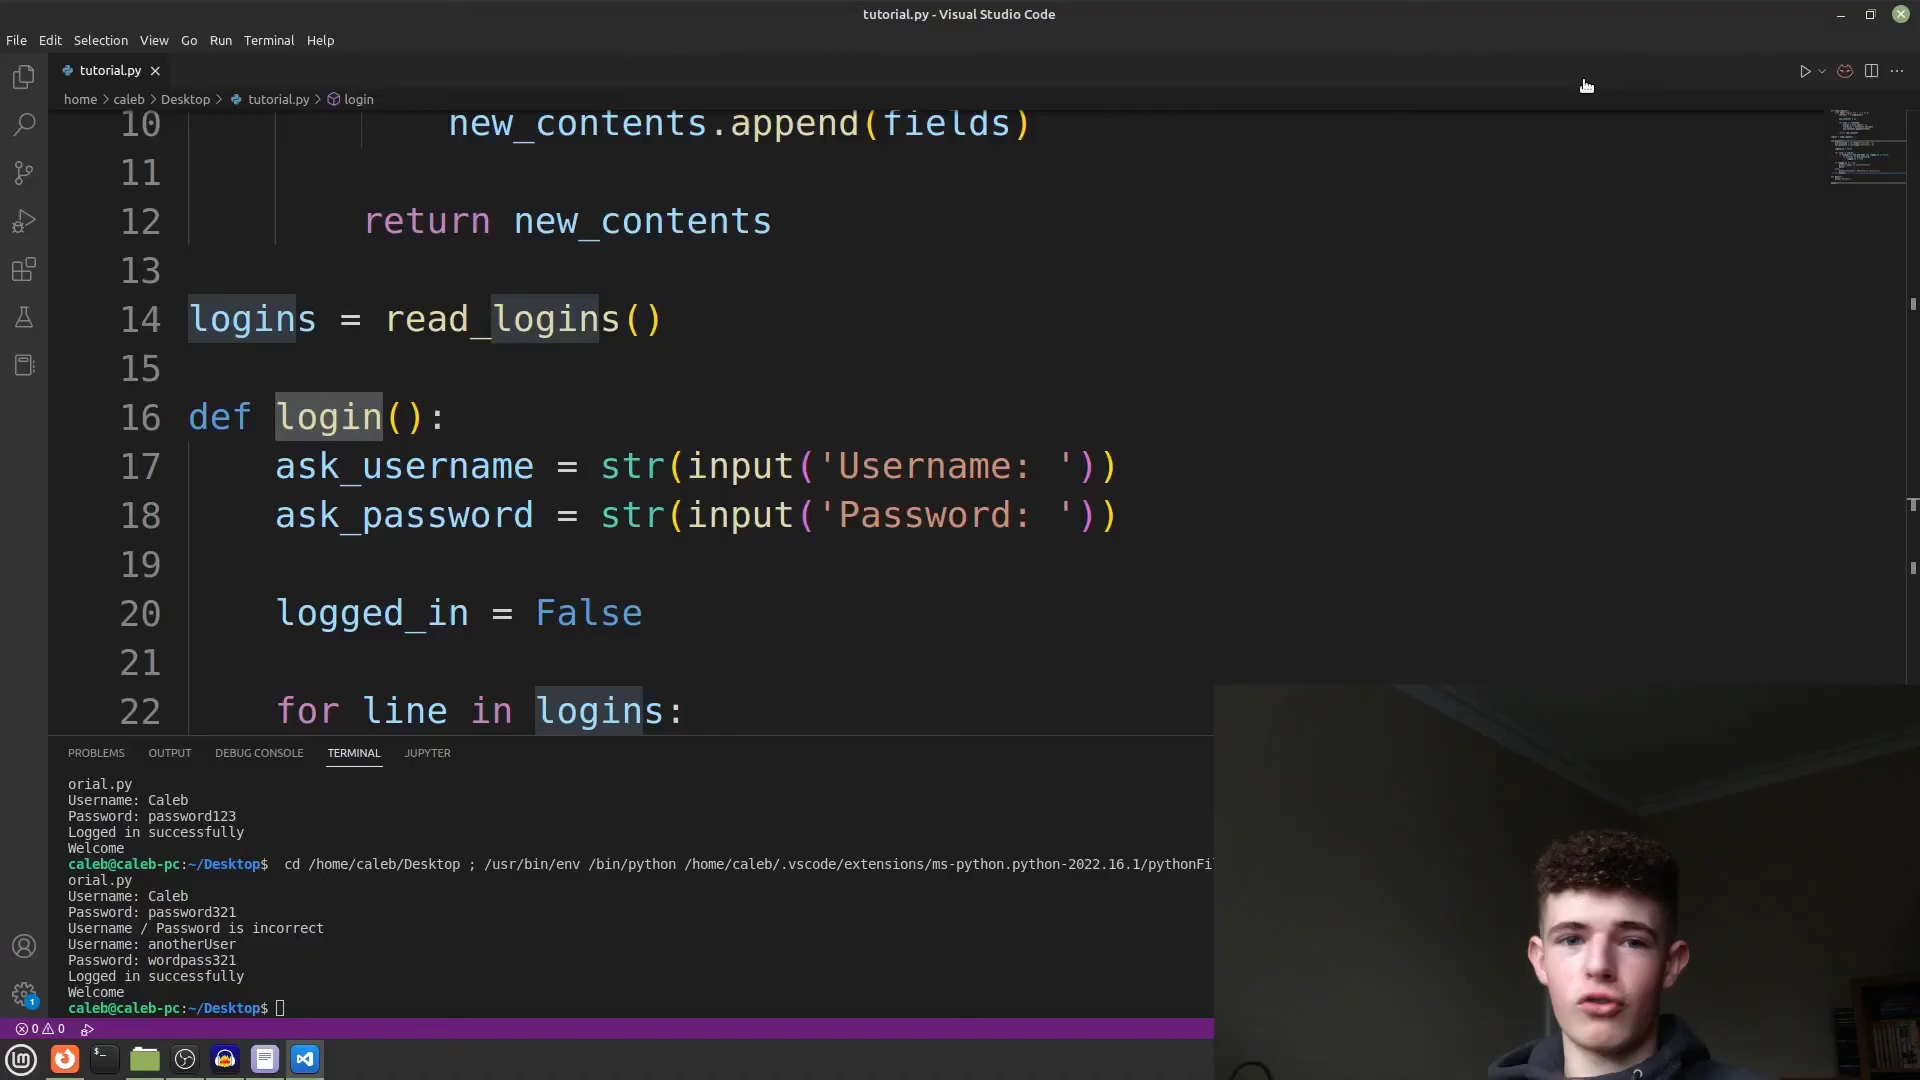 tutorial.py - Visual Studio Code
File Edit Selection View Go Run Terminal Help
tutorial.py
home > caleb > Desktop > tutorial.py > login
10 new_contents.append(fields)
11
12 return new_contents
13
14 logins = read_logins()
15
16 def login():
17 ask_username = str(input('Username: '))
18 ask_password = str(input('Password: '))
19
20 logged_in = False
21
22 for line in logins:
PROBLEMS OUTPUT DEBUG CONSOLE TERMINAL JUPYTER
orial.py
Username: Caleb
Password: password123
Logged in successfully
Welcome
caleb@caleb-pc:~/Desktop$ cd /home/caleb/Desktop ; /usr/bin/env /bin/python /home/caleb/.vscode/extensions/ms-python.python-2022.16.1/pythonFi
orial.py
Username: Caleb
Password: password321
Username / Password is incorrect
Username: anotherUser
Password: wordpass321
Logged in successfully
Welcome
caleb@caleb-pc:~/Desktop$
1
0 0